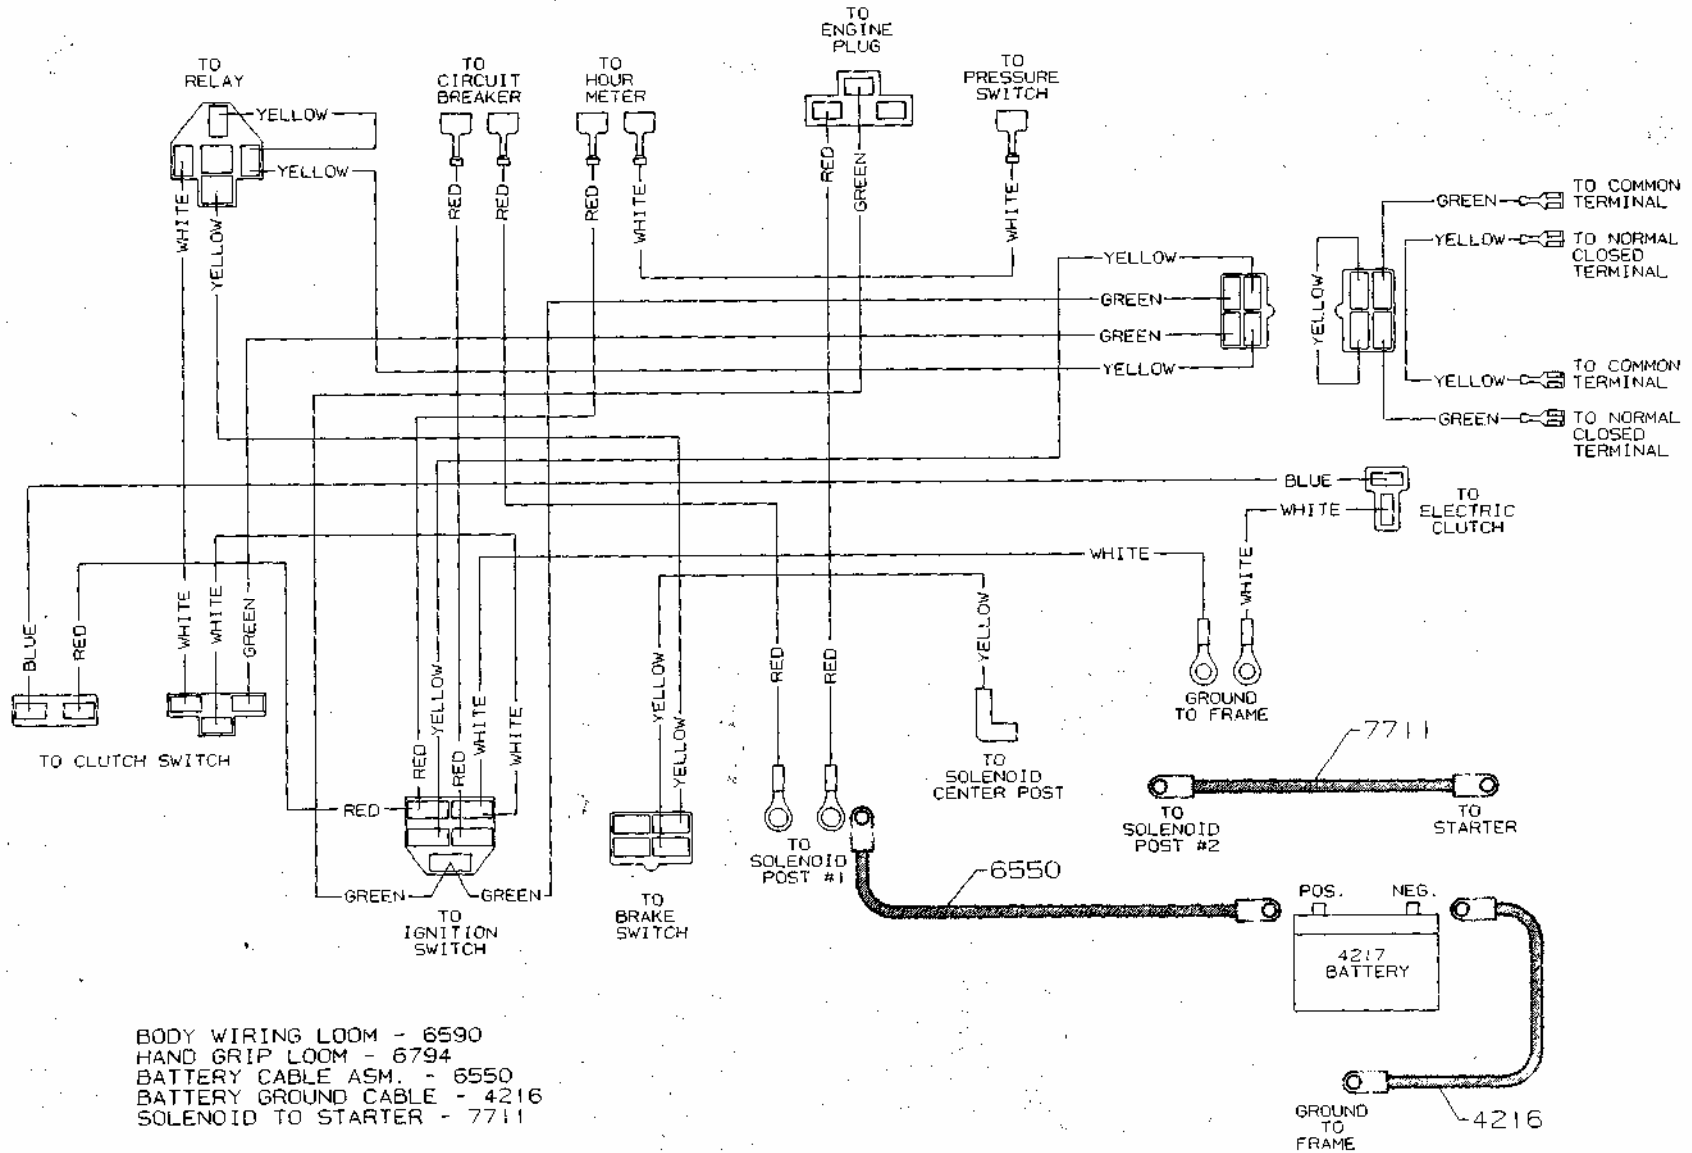 TO
RELAY
TO
CIRCUIT
BREAKER
TO
HOUR
METER
TO
ENGINE
PLUG
TO
PRESSURE
SWITCH
YELLOW
YELLOW
WHITE
YELLOW
RED
RED
RED
WHITE
RED
GREEN
WHITE
YELLOW
GREEN
GREEN
YELLOW
YELLOW
GREEN
TO COMMON
TERMINAL
YELLOW
TO NORMAL
CLOSED
TERMINAL
YELLOW
TO COMMON
TERMINAL
GREEN
TO NORMAL
CLOSED
TERMINAL
BLUE
WHITE
TO
ELECTRIC
CLUTCH
WHITE
WHITE
BLUE
RED
WHITE
WHITE
GREEN
TO CLUTCH SWITCH
RED
YELLOW
RED
WHITE
WHITE
RED
GREEN
GREEN
TO
IGNITION
SWITCH
YELLOW
YELLOW
TO
BRAKE
SWITCH
RED
RED
TO
SOLENOID
POST #1
YELLOW
TO
SOLENOID
CENTER POST
GROUND
TO FRAME
7711
TO
SOLENOID
POST #2
TO
STARTER
6550
POS.
NEG.
4217
BATTERY
GROUND
TO
FRAME
4216
BODY WIRING LOOM - 6590
HAND GRIP LOOM - 6794
BATTERY CABLE ASM. - 6550
BATTERY GROUND CABLE - 4216
SOLENOID TO STARTER - 7711